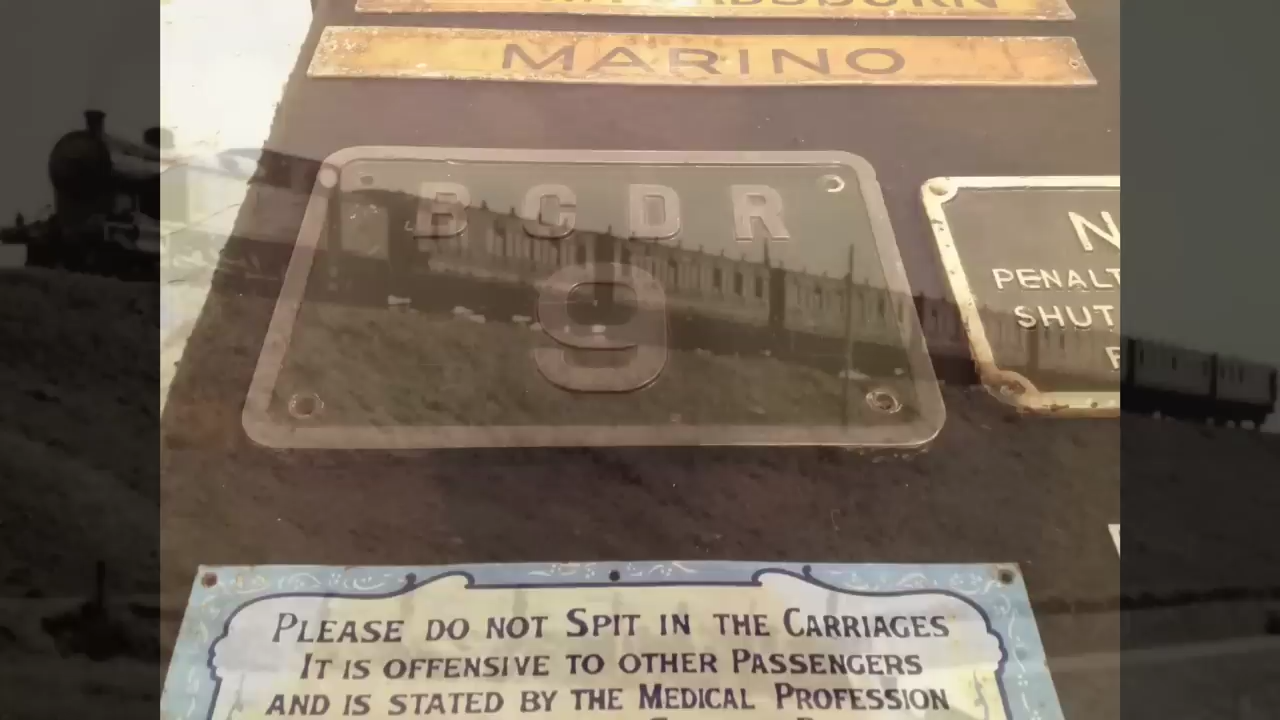 MARINO
B C D R
9
N
PENALT
SHUT
PLEASE DO NOT SPIT IN THE CARRIAGES
IT IS OFFENSIVE TO OTHER PASSENGERS
AND IS STATED BY THE MEDICAL PROFESSION